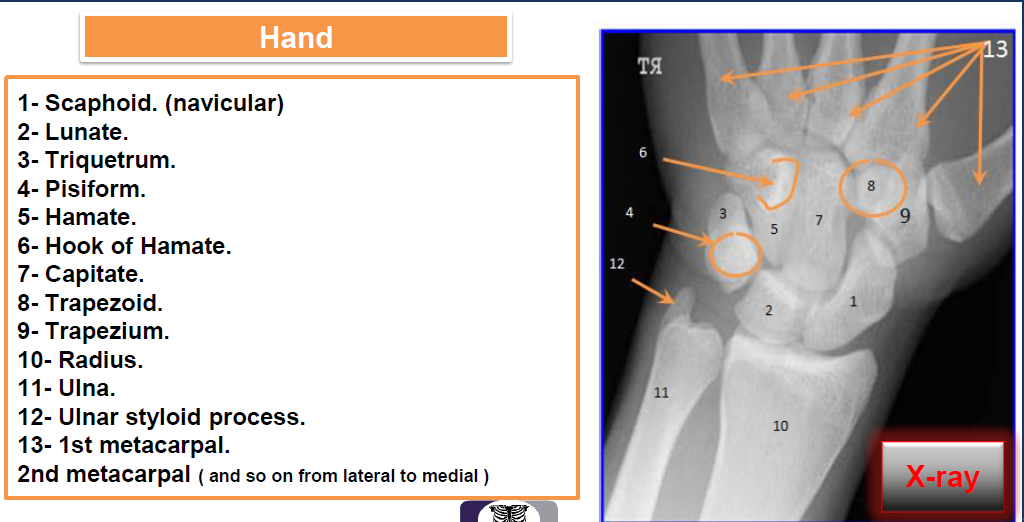 Hand
1- Scaphoid. (navicular)
2- Lunate.
3- Triquetrum.
4- Pisiform.
5- Hamate.
6- Hook of Hamate.
7- Capitate.
8- Trapezoid.
9- Trapezium.
10- Radius.
11- Ulna.
12- Ulnar styloid process.
13- 1st metacarpal.
2nd metacarpal ( and so on from lateral to medial )
TЯ
13
6
8
4
3
5
7
9
12
2
1
11
10
X-ray